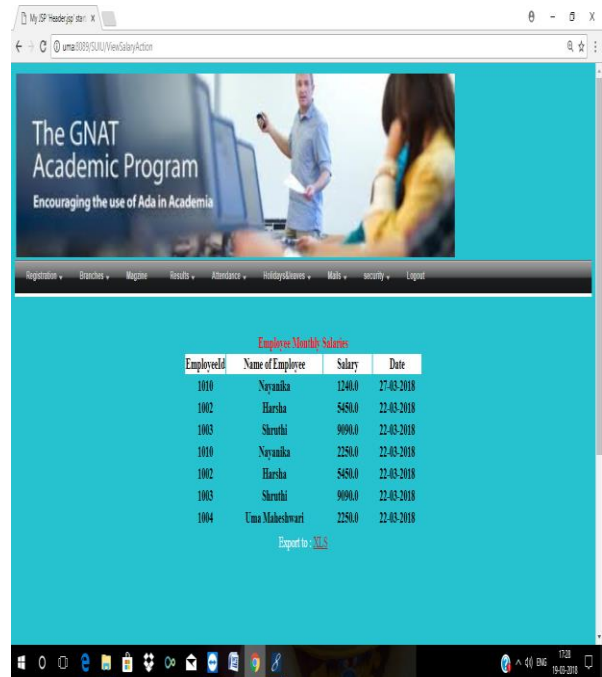 My JSP 'Header.jsp' start
uma:8089/SUIU/ViewSalaryAction
The GNAT
Academic Program
Encouraging the use of Ada in Academia
Registration Branches Magzine Results Attendance Holidays&leaves Mails security Logout
Employee Monthly Salaries
EmployeeId Name of Employee Salary Date
1010 Nayanika 1240.0 27-03-2018
1002 Harsha 5450.0 22-03-2018
1003 Shruthi 9090.0 22-03-2018
1010 Nayanika 2250.0 22-03-2018
1002 Harsha 5450.0 22-03-2018
1003 Shruthi 9090.0 22-03-2018
1004 Uma Maheshwari 2250.0 22-03-2018
Export to : XLS
ENG
17:28
19-03-2018